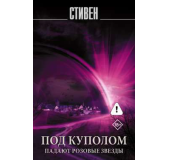 СТИВЕН
ПОД КУПОЛОМ
ПАДАЮТ РОЗОВЫЕ ЗВЕЗДЫ